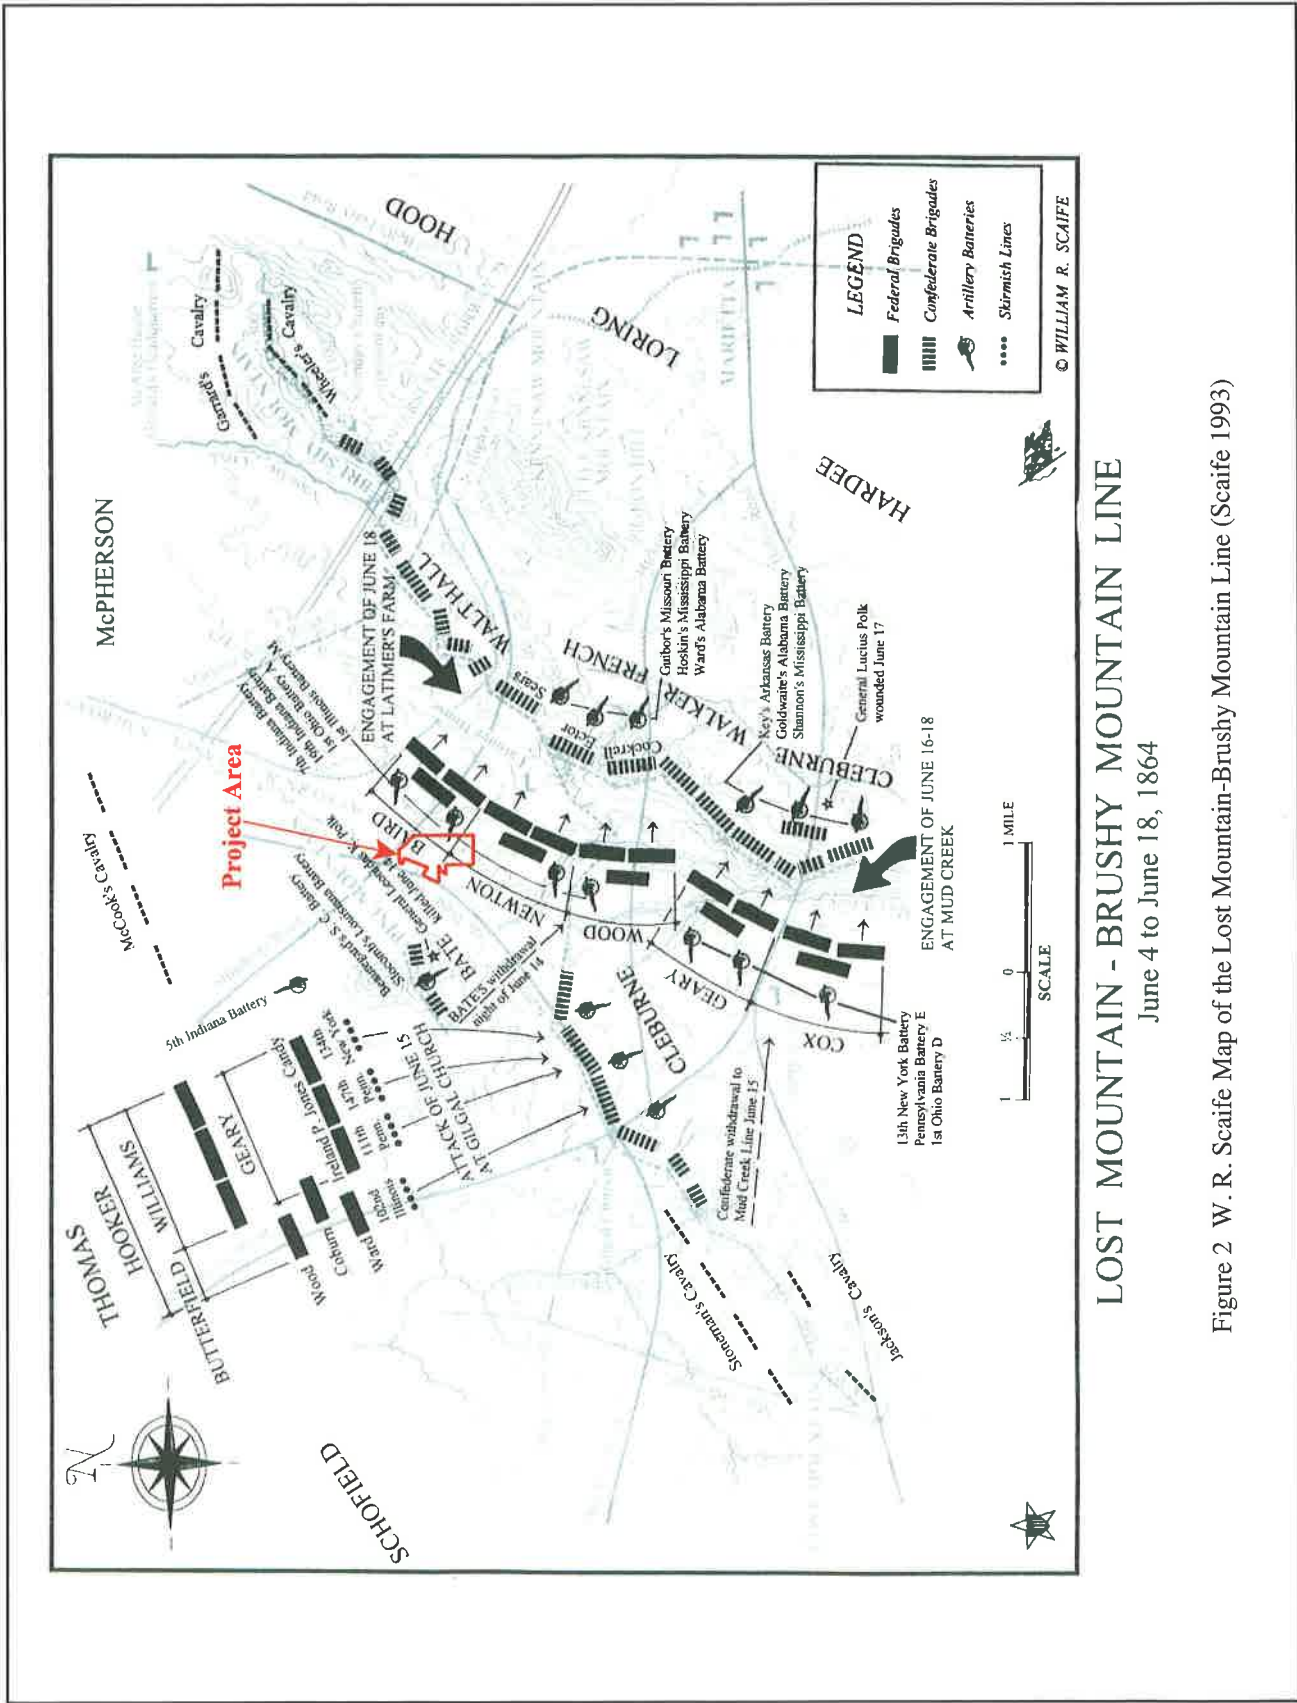 THOMAS
HOOKER
WILLIAMS
BUTTERFIELD
GEARY
Wood
Coburn
Ward
Ireland
P. Jones
Candy
102nd
Illinois
111th
Penn.
147th
Penn.
134th
New York
ATTACK OF JUNE 15
AT GILGAL CHURCH
5th Indiana Battery
McCook's Cavalry
McPHERSON
Project Area
7th Indiana Battery
19th Indiana Battery
1st Ohio Battery A
1st Illinois Battery M
ENGAGEMENT OF JUNE 18
AT LATIMER'S FARM
Garrard's
Cavalry
Wheeler's Cavalry
HOOD
LORING
HARDEE
MARIETTA
BRUSHY MOUNTAIN
Beauregard's S. C. Battery
Slocomb's Louisiana Battery
General Leonidas K. Polk
killed June 14
BATE
BATE'S withdrawal
night of June 14
BAIRD
NEWTON
WOOD
GEARY
COX
CLEBURNE
WALTHALL
Sears
FRENCH
Ector
Cockrell
WALKER
CLEBURNE
Guibor's Missouri Battery
Hoskin's Mississippi Battery
Ward's Alabama Battery
Key's Arkansas Battery
Goldwaite's Alabama Battery
Shannon's Mississippi Battery
General Lucius Polk
wounded June 17
ENGAGEMENT OF JUNE 16-18
AT MUD CREEK
13th New York Battery
Pennsylvania Battery E
1st Ohio Battery D
Confederate withdrawal to
Mud Creek Line June 15
Stoneman's Cavalry
Jackson's Cavalry
SCHOFIELD
N
1 ½ 0 1 MILE
SCALE
LEGEND
Federal Brigades
Confederate Brigades
Artillery Batteries
Skirmish Lines
© WILLIAM R. SCAIFE
LOST MOUNTAIN - BRUSHY MOUNTAIN LINE
June 4 to June 18, 1864
Figure 2 W. R. Scaife Map of the Lost Mountain-Brushy Mountain Line (Scaife 1993)